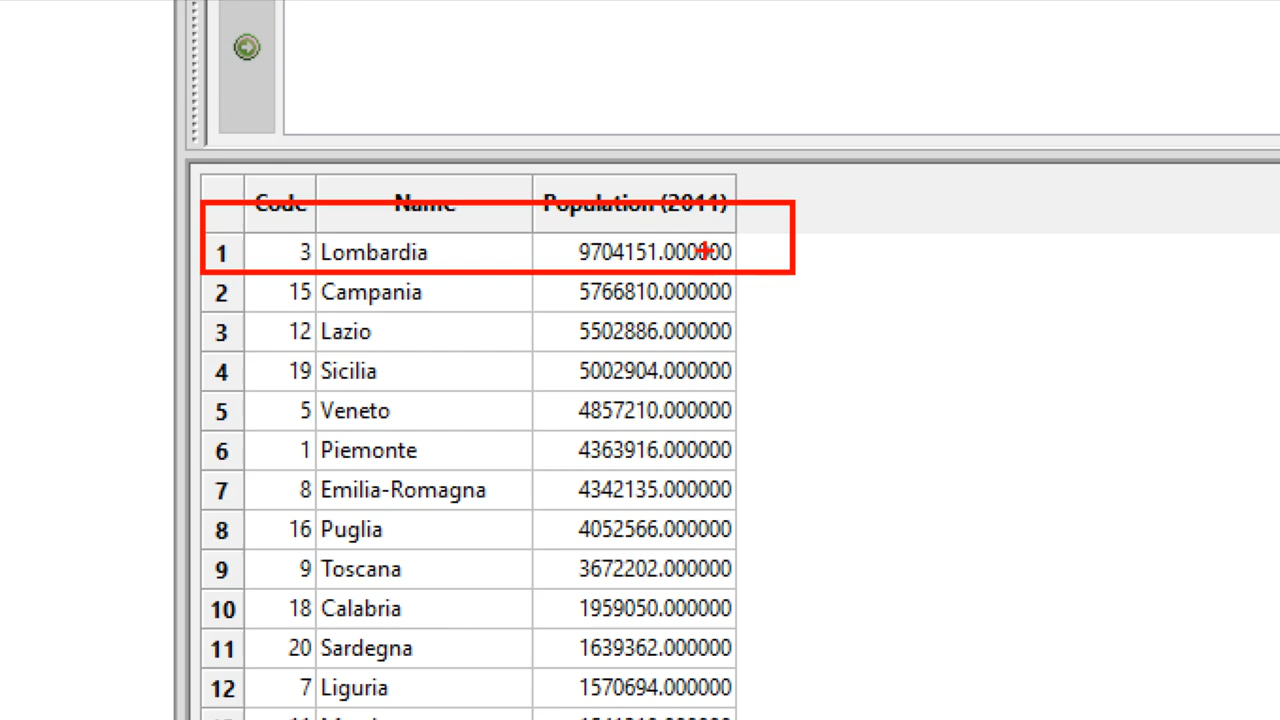 Code Name Population (2011)
1 3 Lombardia 9704151.000000
2 15 Campania 5766810.000000
3 12 Lazio 5502886.000000
4 19 Sicilia 5002904.000000
5 5 Veneto 4857210.000000
6 1 Piemonte 4363916.000000
7 8 Emilia-Romagna 4342135.000000
8 16 Puglia 4052566.000000
9 9 Toscana 3672202.000000
10 18 Calabria 1959050.000000
11 20 Sardegna 1639362.000000
12 7 Liguria 1570694.000000